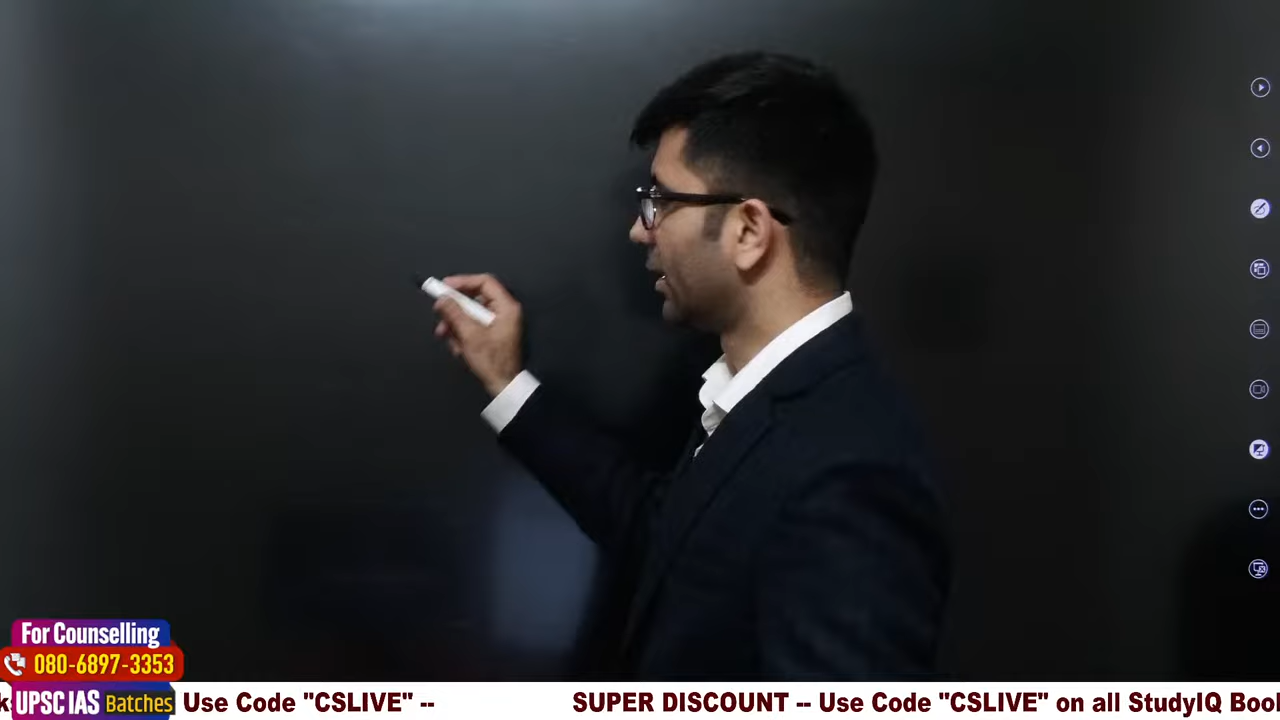 For Counselling
080-6897-3353
UPSC IAS Batches
Use Code "CSLIVE" -- SUPER DISCOUNT -- Use Code "CSLIVE" on all StudyIQ